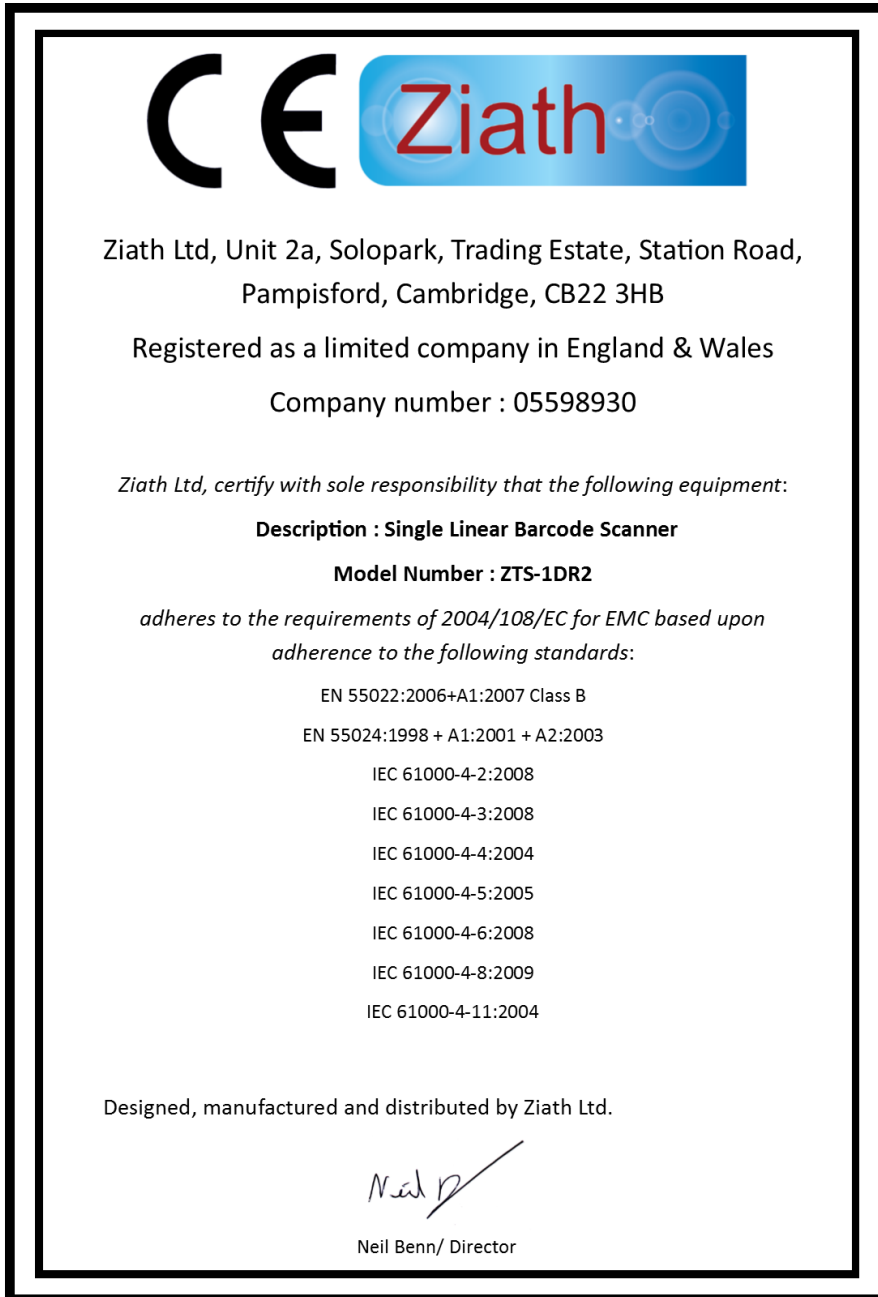 CE Ziath
Ziath Ltd, Unit 2a, Solopark, Trading Estate, Station Road,
Pampisford, Cambridge, CB22 3HB
Registered as a limited company in England & Wales
Company number : 05598930
Ziath Ltd, certify with sole responsibility that the following equipment:
Description : Single Linear Barcode Scanner
Model Number : ZTS-1DR2
adheres to the requirements of 2004/108/EC for EMC based upon
adherence to the following standards:
EN 55022:2006+A1:2007 Class B
EN 55024:1998 + A1:2001 + A2:2003
IEC 61000-4-2:2008
IEC 61000-4-3:2008
IEC 61000-4-4:2004
IEC 61000-4-5:2005
IEC 61000-4-6:2008
IEC 61000-4-8:2009
IEC 61000-4-11:2004
Designed, manufactured and distributed by Ziath Ltd.
Neil B
Neil Benn/ Director